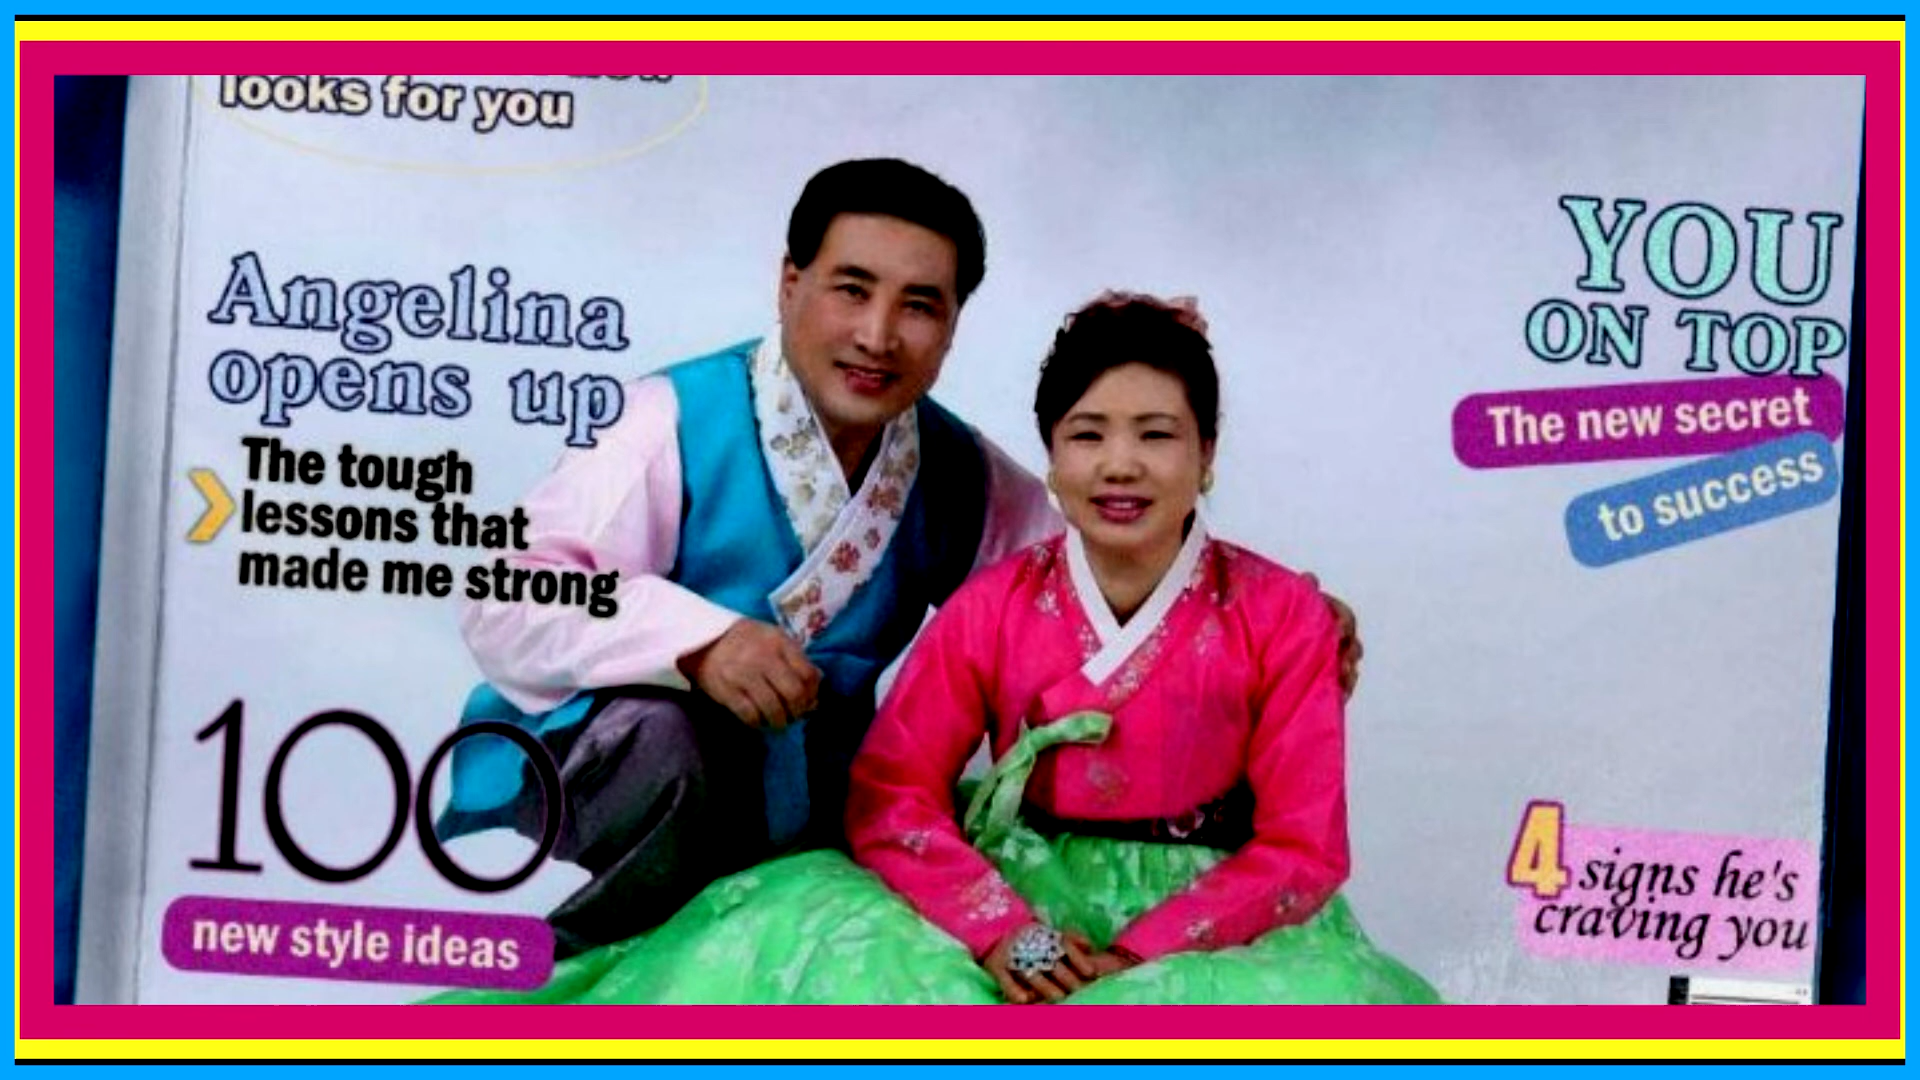 looks for you
Angelina
opens up
The tough
lessons that
made me strong
100
new style ideas
YOU
ON TOP
The new secret
to success
4 signs he's
craving you